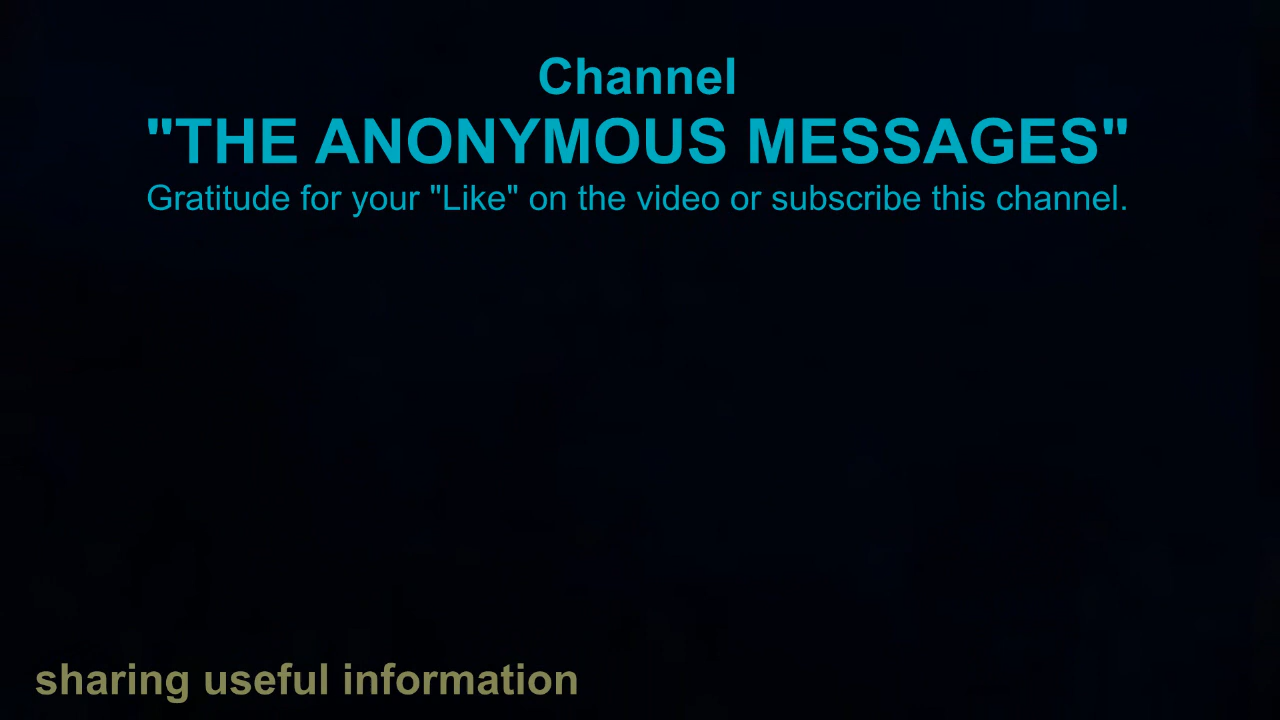 Channel
"THE ANONYMOUS MESSAGES"
Gratitude for your "Like" on the video or subscribe this channel.
sharing useful information